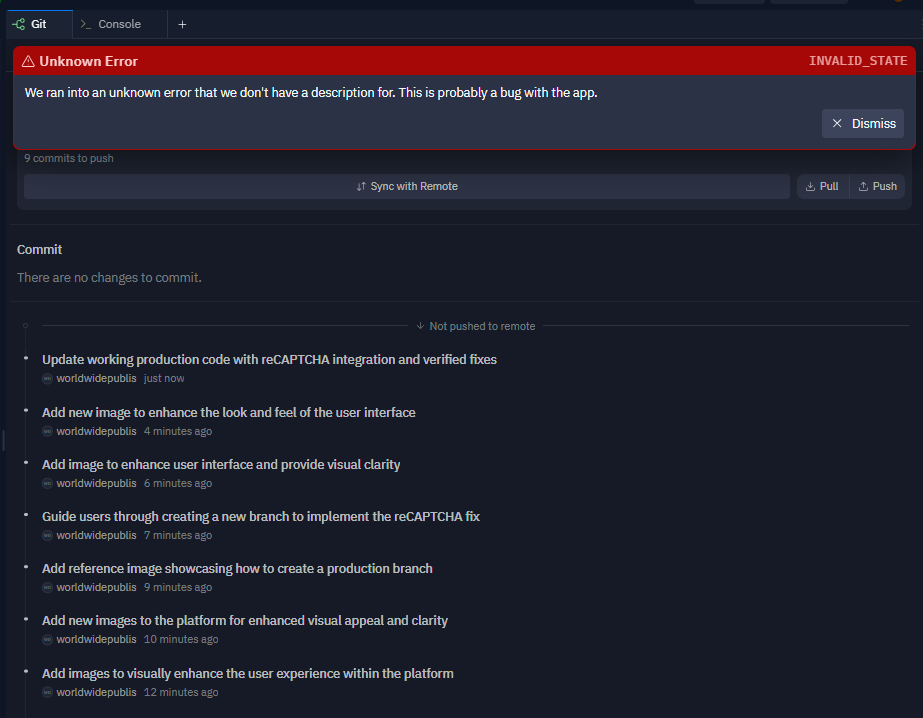 Git
Console
Unknown Error INVALID_STATE
We ran into an unknown error that we don't have a description for. This is probably a bug with the app.
Dismiss
9 commits to push
Sync with Remote Pull Push
Commit
There are no changes to commit.
Not pushed to remote
Update working production code with reCAPTCHA integration and verified fixes
worldwidepublis just now
Add new image to enhance the look and feel of the user interface
worldwidepublis 4 minutes ago
Add image to enhance user interface and provide visual clarity
worldwidepublis 6 minutes ago
Guide users through creating a new branch to implement the reCAPTCHA fix
worldwidepublis 7 minutes ago
Add reference image showcasing how to create a production branch
worldwidepublis 9 minutes ago
Add new images to the platform for enhanced visual appeal and clarity
worldwidepublis 10 minutes ago
Add images to visually enhance the user experience within the platform
worldwidepublis 12 minutes ago